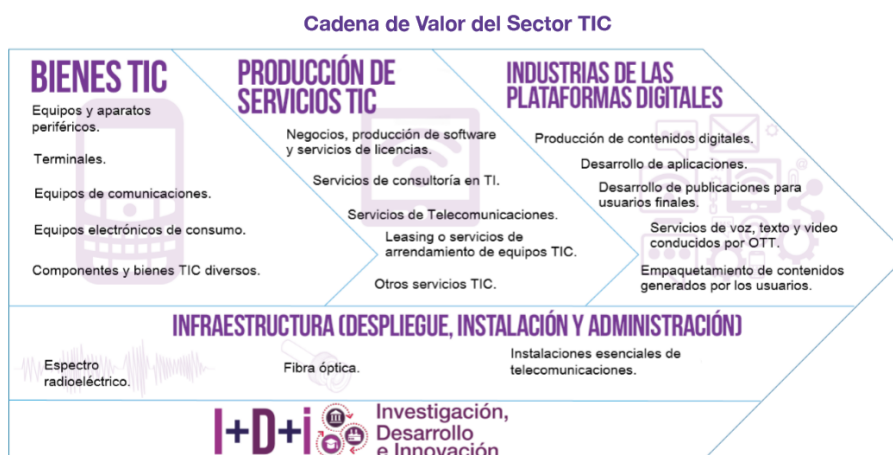 Cadena de Valor del Sector TIC
BIENES TIC
Equipos y aparatos
periféricos.
Terminales.
Equipos de comunicaciones.
Equipos electrónicos de consumo.
Componentes y bienes TIC diversos.
PRODUCCIÓN DE
SERVICIOS TIC
Negocios, producción de software
y servicios de licencias.
Servicios de consultoría en TI.
Servicios de Telecomunicaciones.
Leasing o servicios de
arrendamiento de equipos TIC.
Otros servicios TIC.
INDUSTRIAS DE LAS
PLATAFORMAS DIGITALES
Producción de contenidos digitales.
Desarrollo de aplicaciones.
Desarrollo de publicaciones para
usuarios finales.
Servicios de voz, texto y video
conducidos por OTT.
Empaquetamiento de contenidos
generados por los usuarios.
INFRAESTRUCTURA (DESPLIEGUE, INSTALACIÓN Y ADMINISTRACIÓN)
Espectro
radioeléctrico.
Fibra óptica.
Instalaciones esenciales de
telecomunicaciones.
I+D+i
Investigación,
Desarrollo
e Innovación